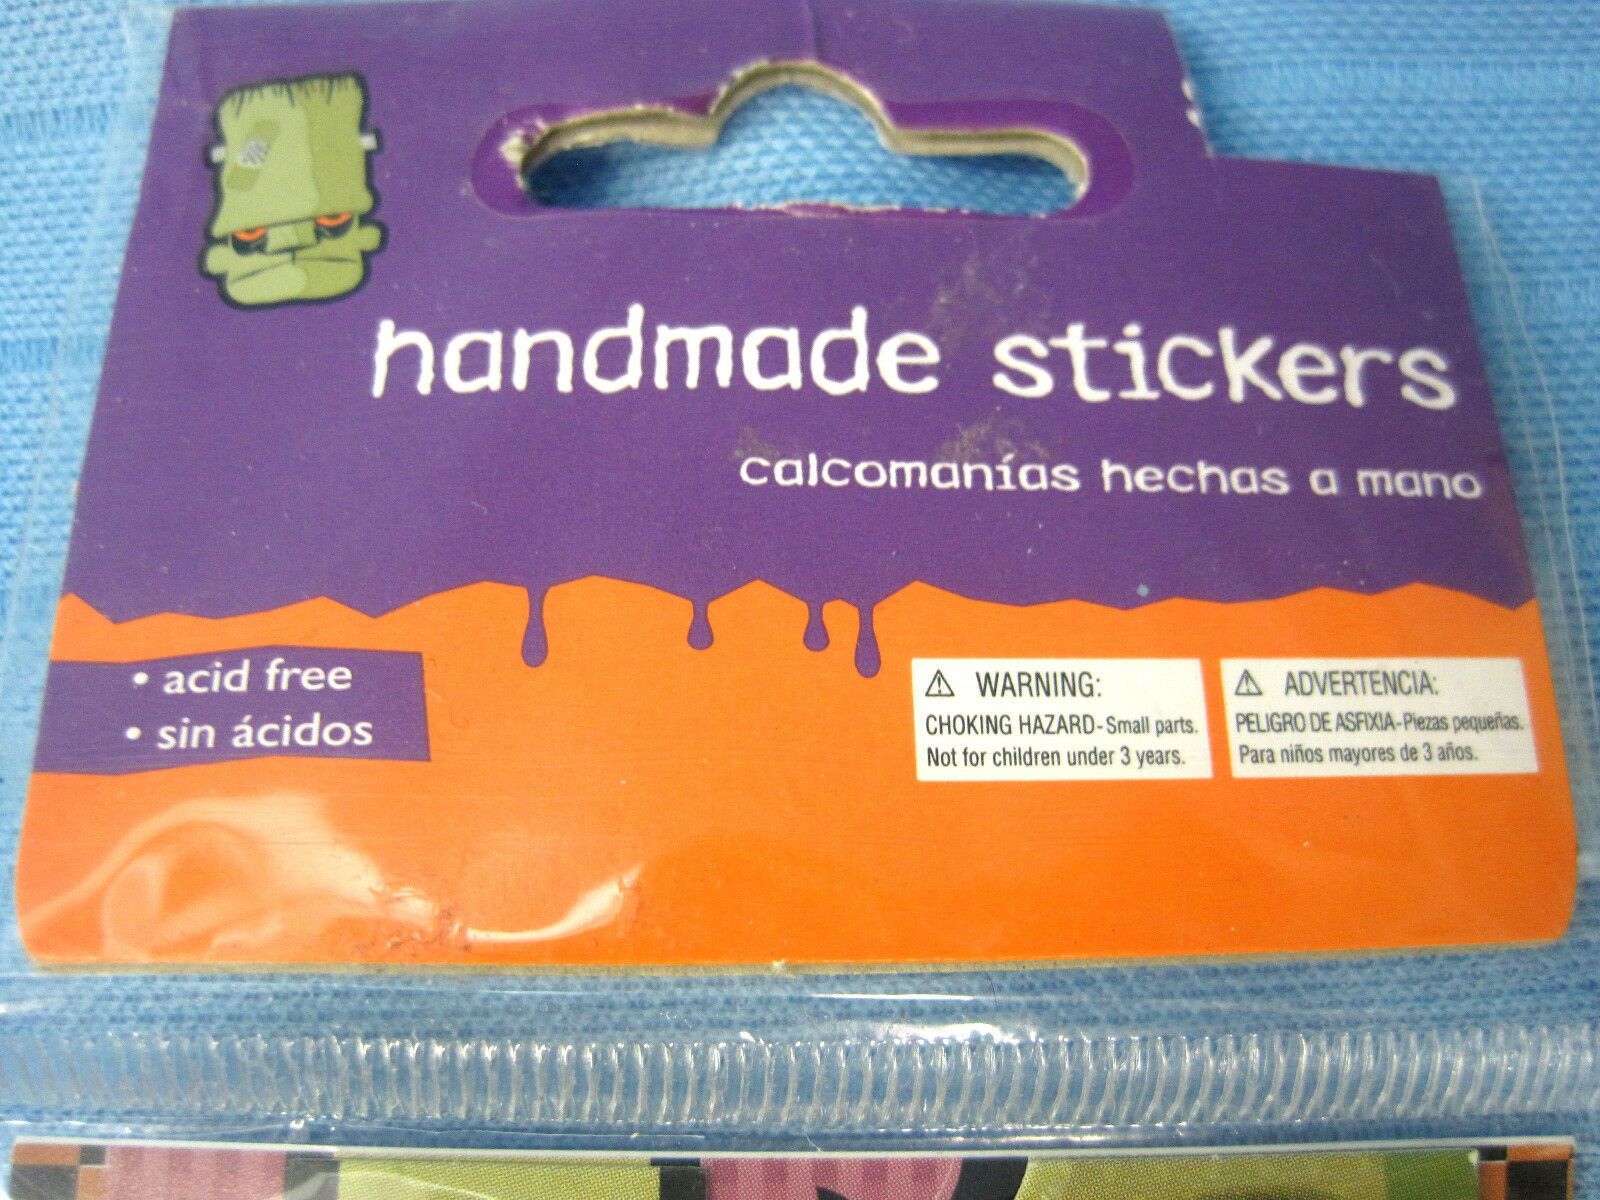 handmade stickers
calcomanías hechas a mano
• acid free
• sin ácidos
⚠ WARNING:
CHOKING HAZARD-Small parts.
Not for children under 3 years.
⚠ ADVERTENCIA:
PELIGRO DE ASFIXIA-Piezas pequeñas.
Para niños mayores de 3 años.